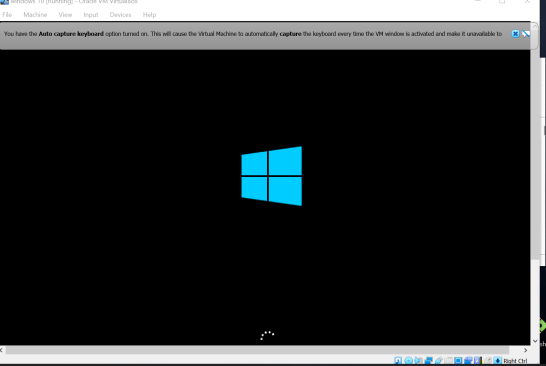 Windows 10 [Running] - Oracle VM VirtualBox
File Machine View Input Devices Help
You have the Auto capture keyboard option turned on. This will cause the Virtual Machine to automatically capture the keyboard every time the VM window is activated and make it unavailable to
Right Ctrl
sh